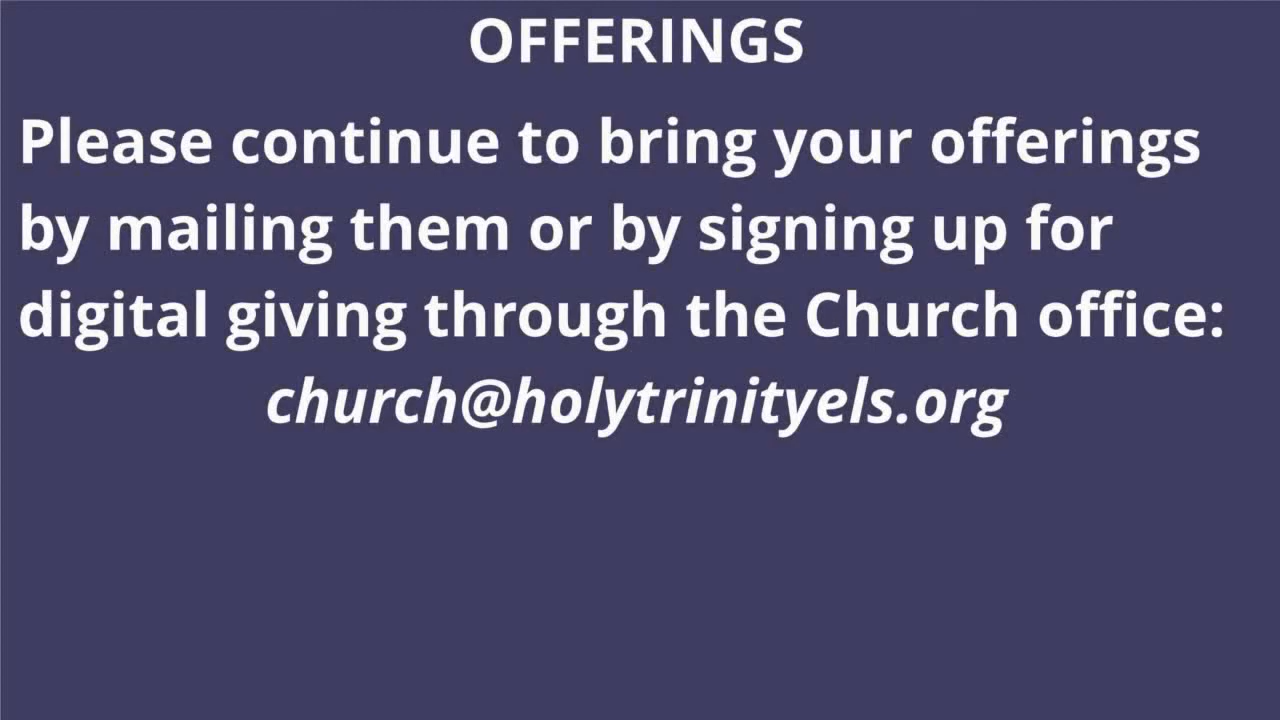 OFFERINGS
Please continue to bring your offerings
by mailing them or by signing up for
digital giving through the Church office:
church@holytrinityels.org